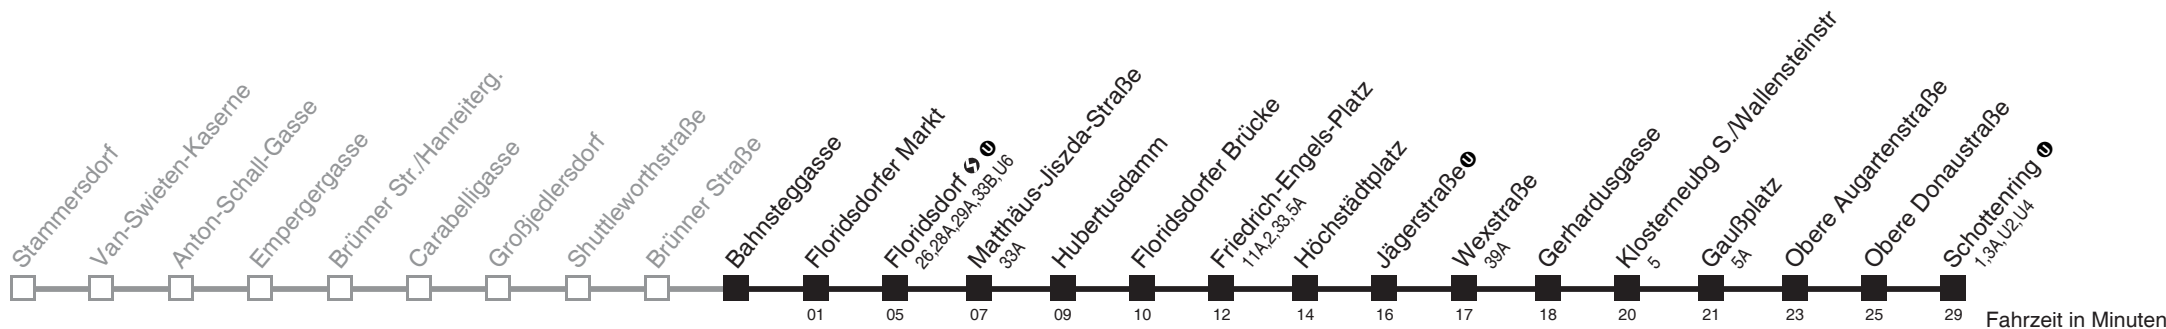 Stammersdorf
Van-Swieten-Kaserne
Anton-Schall-Gasse
Empergergasse
Brünner Str./Hanreiterg.
Carabelligasse
Großjedlersdorf
Shuttleworthstraße
Brünner Straße
Bahnsteggasse
Floridsdorfer Markt
Floridsdorf S U
26,28A,29A,33B,U6
Matthäus-Jiszda-Straße
33A
Hubertusdamm
Floridsdorfer Brücke
Friedrich-Engels-Platz
11A,2,33,5A
Höchstädtplatz
Jägerstraße U
Wexstraße
39A
Gerhardusgasse
Klosterneubg S./Wallensteinstr
5
Gaußplatz
5A
Obere Augartenstraße
Obere Donaustraße
Schottenring U
1,3A,U2,U4
01 05 07 09 10 12 14 16 17 18 20 21 23 25 29 Fahrzeit in Minuten